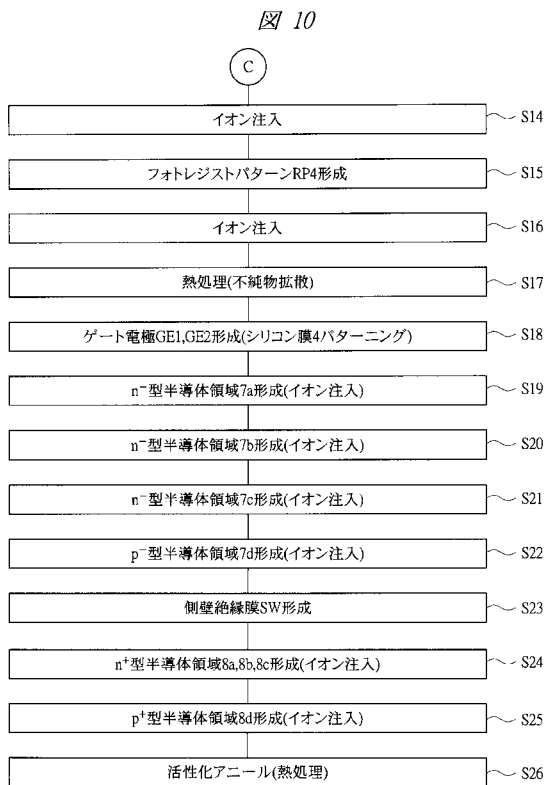 図 10
C
イオン注入 S14
フォトレジストパターンRP4形成 S15
イオン注入 S16
熱処理(不純物拡散) S17
ゲート電極GE1,GE2形成(シリコン膜4パターニング) S18
n⁻型半導体領域7a形成(イオン注入) S19
n⁻型半導体領域7b形成(イオン注入) S20
n⁻型半導体領域7c形成(イオン注入) S21
p⁻型半導体領域7d形成(イオン注入) S22
側壁絶縁膜SW形成 S23
n⁺型半導体領域8a,8b,8c形成(イオン注入) S24
p⁺型半導体領域8d形成(イオン注入) S25
活性化アニール(熱処理) S26